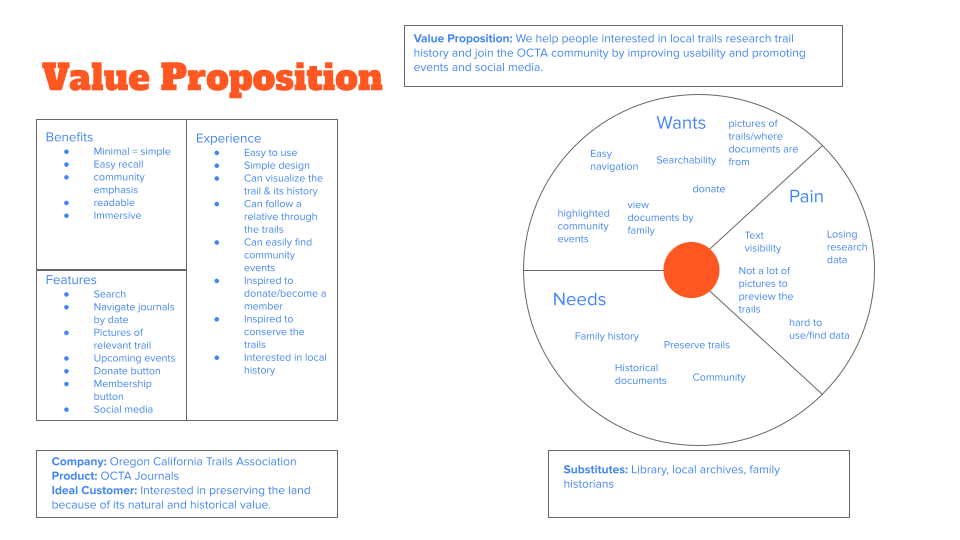 Value Proposition
Value Proposition: We help people interested in local trails research trail
history and join the OCTA community by improving usability and promoting
events and social media.
Benefits
● Minimal = simple
● Easy recall
● community
emphasis
● readable
● Immersive
Features
● Search
● Navigate journals
by date
● Pictures of
relevant trail
● Upcoming events
● Donate button
● Membership
button
● Social media
Experience
● Easy to use
● Simple design
● Can visualize the
trail & its history
● Can follow a
relative through
the trails
● Can easily find
community
events
● Inspired to
donate/become a
member
● Inspired to
conserve the
trails
● Interested in local
history
Company: Oregon California Trails Association
Product: OCTA Journals
Ideal Customer: Interested in preserving the land
because of its natural and historical value.
Wants
pictures of
trails/where
documents are
from
Easy
navigation
Searchability
donate
view
documents by
family
highlighted
community
events
Pain
Text
visibility
Losing
research
data
Not a lot of
pictures to
preview the
trails
hard to
use/find data
Needs
Family history
Preserve trails
Historical
documents
Community
Substitutes: Library, local archives, family
historians